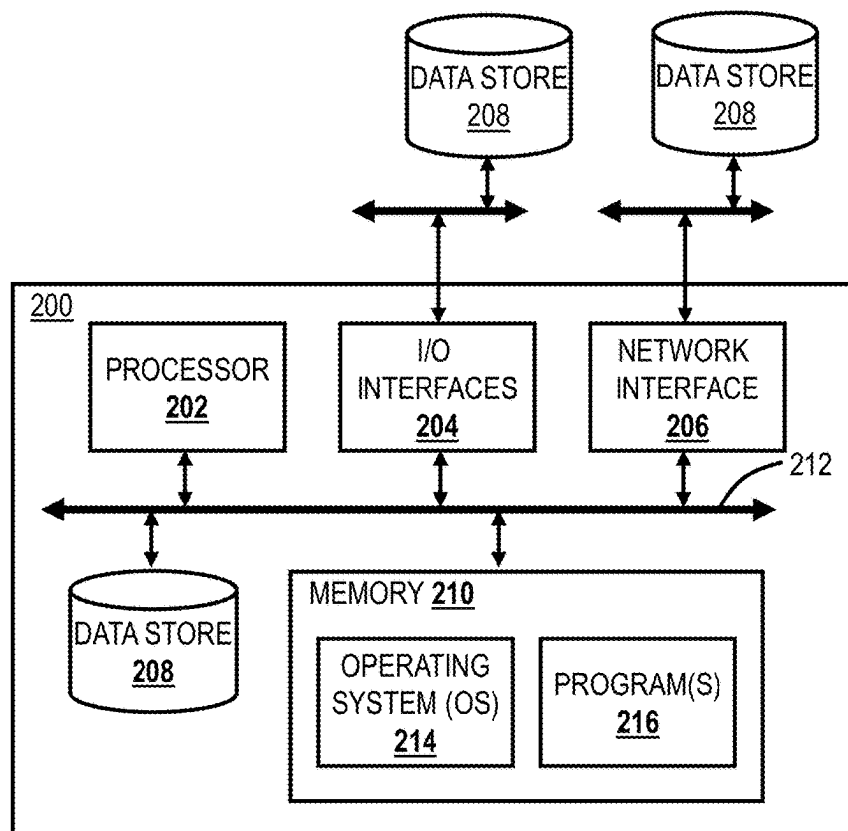 DATA STORE
208
DATA STORE
208
200
PROCESSOR
202
I/O
INTERFACES
204
NETWORK
INTERFACE
206
212
DATA STORE
208
MEMORY 210
OPERATING
SYSTEM (OS)
214
PROGRAM(S)
216